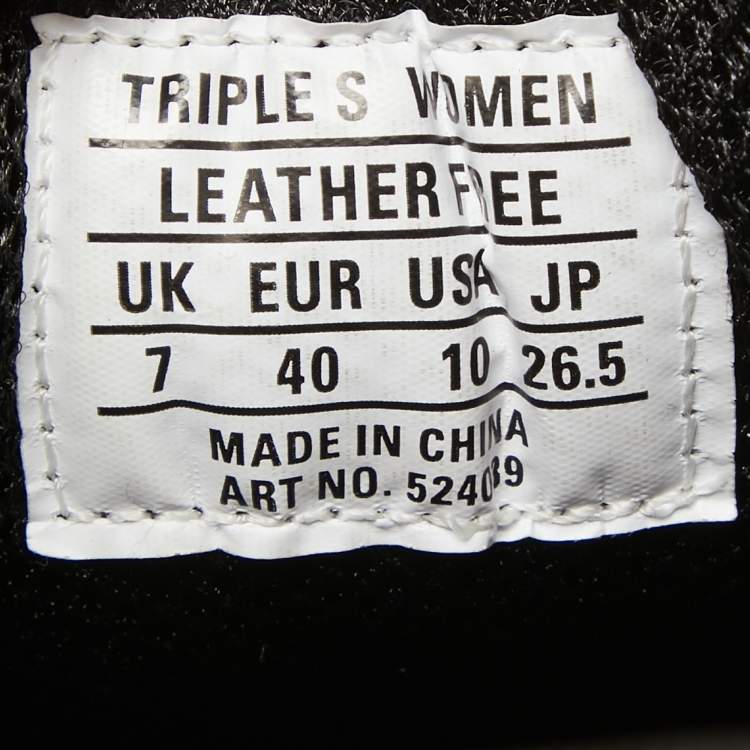 TRIPLE S WOMEN
LEATHER FREE
UK EUR USA JP
7 40 10 26.5
MADE IN CHINA
ART NO. 524039